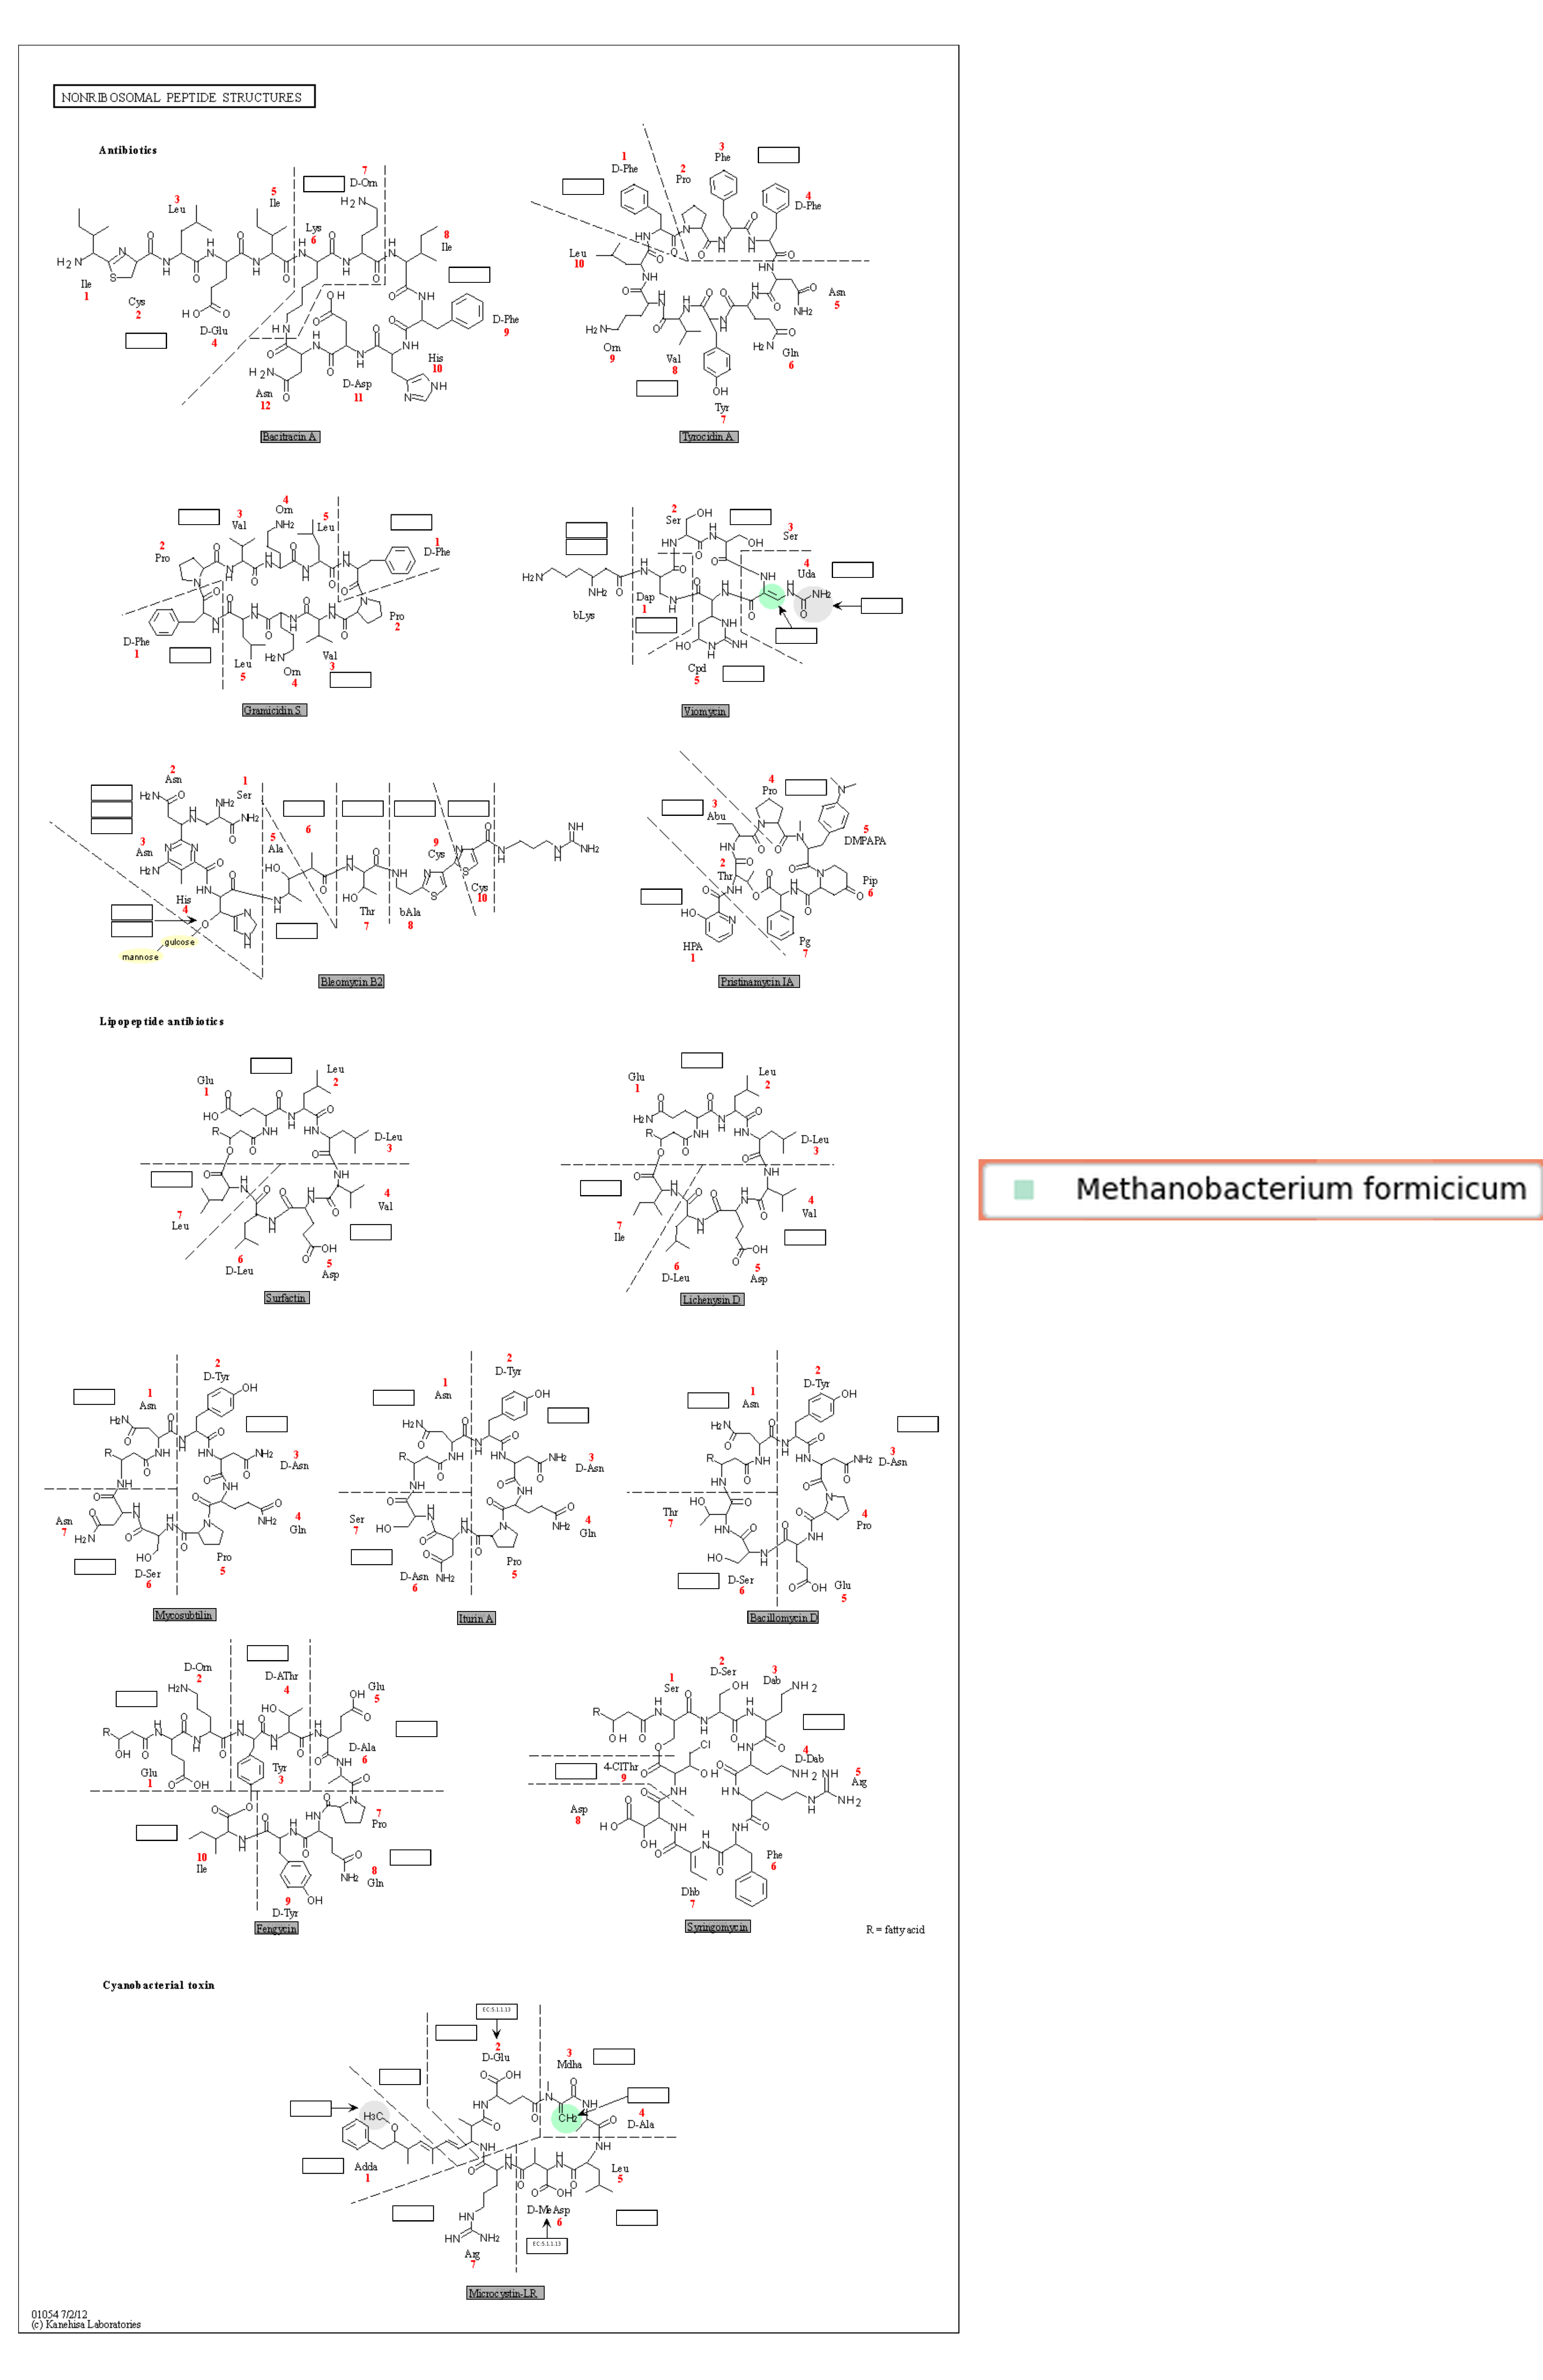 NONRIBOSOMAL PEPTIDE STRUCTURES
Antibiotics
Ile 1
Cys 2
3 Leu
D-Glu 4
5 Ile
Lys 6
7 D-Orn
8 Ile
D-Phe 9
His 10
D-Asp 11
Asn 12
Bacitracin A
1 D-Phe
2 Pro
3 Phe
4 D-Phe
Asn 5
Gln 6
Tyr 7
Val 8
Orn 9
Leu 10
Tyrocidin A
2 Pro
3 Val
4 Orn
5 Leu
1 D-Phe
Pro 2
Val 3
Orn 4
Leu 5
D-Phe 1
Gramicidin S
bLys
Dap 1
2 Ser
3 Ser
4 Uda
Cpd 5
Viomycin
1 Ser
2 Asn
3 Asn
His 4
5 Ala
6
Thr 7
bAla 8
9 Cys
Cys 10
gulcose
mannose
Bleomycin B2
HPA 1
2 Thr
3 Abu
4 Pro
5 DMPAPA
Pip 6
Pg 7
Pristinamycin IA
Lipopeptide antibiotics
Glu 1
Leu 2
D-Leu 3
4 Val
5 Asp
6 D-Leu
7 Leu
Surfactin
Glu 1
Leu 2
D-Leu 3
4 Val
5 Asp
6 D-Leu
7 Ile
Lichenysin D
1 Asn
2 D-Tyr
3 D-Asn
4 Gln
Pro 5
D-Ser 6
Asn 7
Mycosubtilin
1 Asn
2 D-Tyr
3 D-Asn
4 Gln
Pro 5
D-Asn 6
Ser 7
Iturin A
1 Asn
2 D-Tyr
3 D-Asn
4 Pro
Glu 5
D-Ser 6
Thr 7
Bacillomycin D
Glu 1
D-Orn 2
Tyr 3
D-AThr 4
Glu 5
D-Ala 6
7 Pro
8 Gln
9 D-Tyr
10 Ile
Fengycin
1 Ser
2 D-Ser
3 Dab
4 D-Dab
5 Arg
Phe 6
Dhb 7
Asp 8
4-ClThr 9
Syringomycin
R = fatty acid
Cyanobacterial toxin
EC:5.1.1.13
2 D-Glu
3 Mdha
4 D-Ala
Leu 5
D-MeAsp 6
EC:5.1.1.13
Arg 7
Adda 1
H3C
CH2
Microcystin-LR
01054 7/2/12
(c) Kanehisa Laboratories
Methanobacterium formicicum